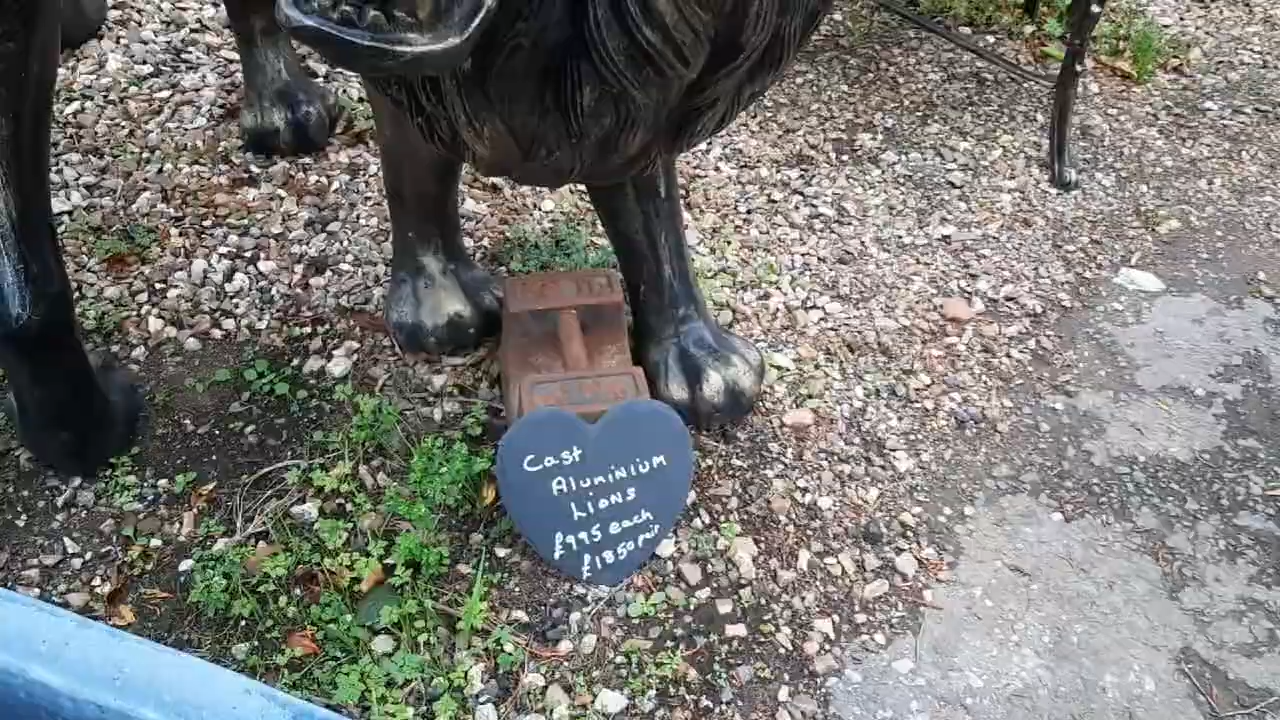 Cast
Aluminium
Lions
£995 each
£1850 pair